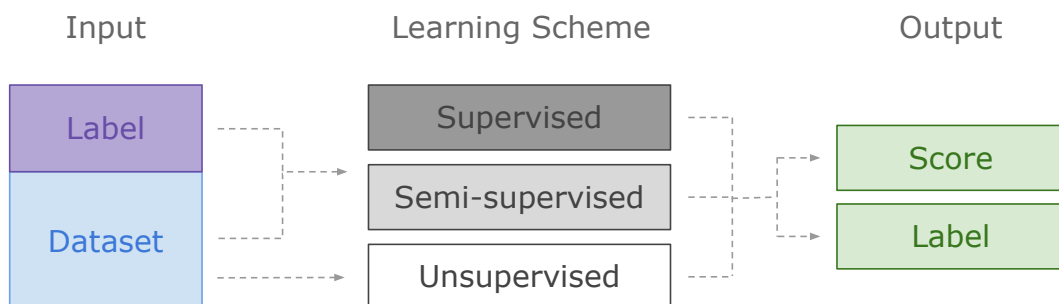 Input
Learning Scheme
Output
Label
Dataset
Supervised
Semi-supervised
Unsupervised
Score
Label